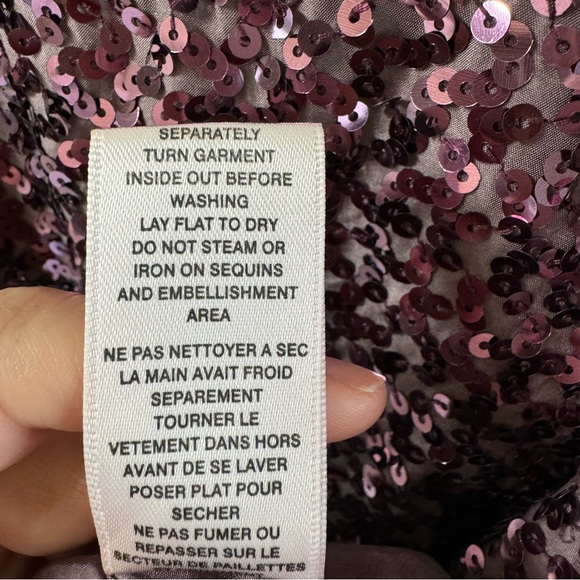 SEPARATELY
TURN GARMENT
INSIDE OUT BEFORE
WASHING
LAY FLAT TO DRY
DO NOT STEAM OR
IRON ON SEQUINS
AND EMBELLISHMENT
AREA
NE PAS NETTOYER A SEC
LA MAIN AVAIT FROID
SEPAREMENT
TOURNER LE
VETEMENT DANS HORS
AVANT DE SE LAVER
POSER PLAT POUR
SECHER
NE PAS FUMER OU
REPASSER SUR LE
SECTEUR DE PAILLETTES